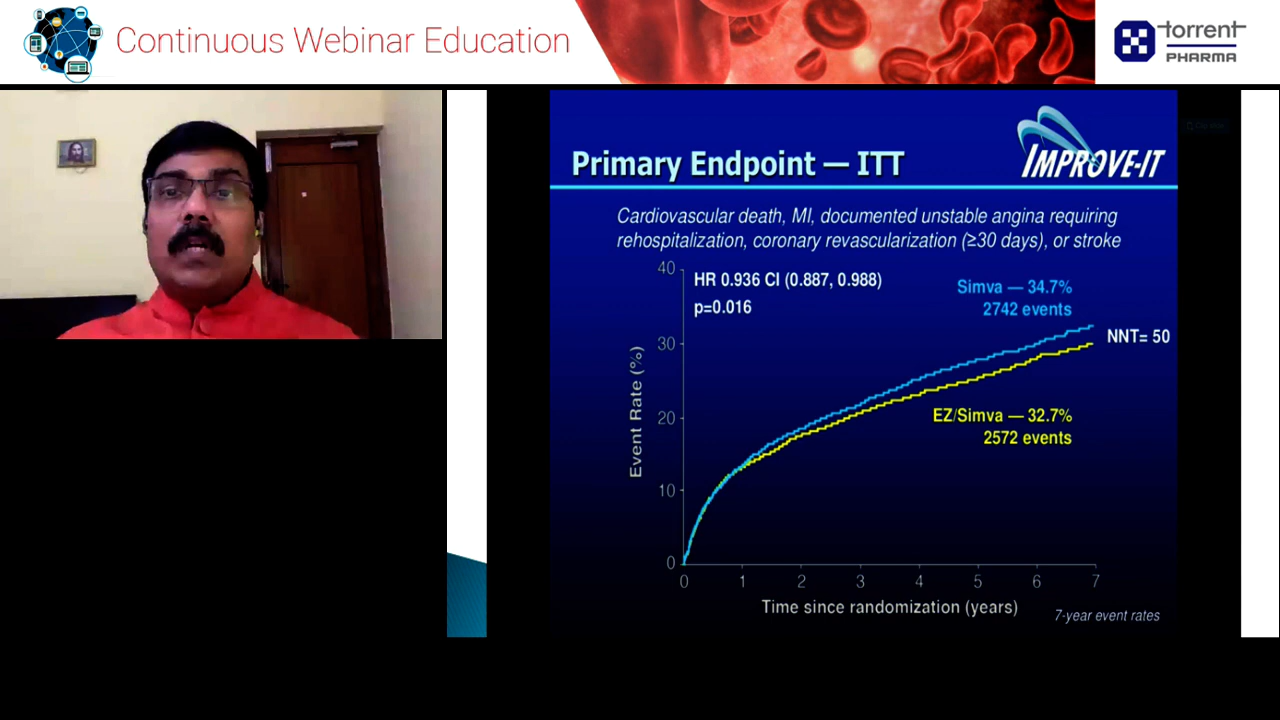 Continuous Webinar Education
torrent
PHARMA
Primary Endpoint — ITT
IMPROVE-IT
Cardiovascular death, MI, documented unstable angina requiring
rehospitalization, coronary revascularization (≥30 days), or stroke
HR 0.936 CI (0.887, 0.988)
p=0.016
Simva — 34.7%
2742 events
NNT= 50
EZ/Simva — 32.7%
2572 events
Event Rate (%)
40
30
20
10
0
0 1 2 3 4 5 6 7
Time since randomization (years)
7-year event rates